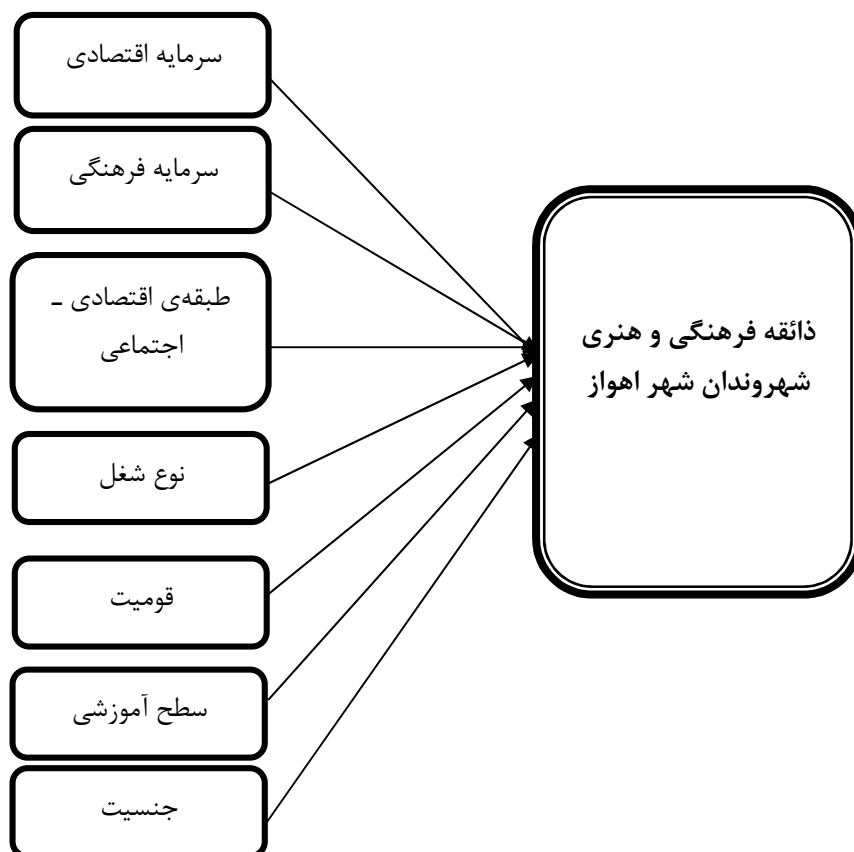 سرمایه اقتصادی
سرمایه فرهنگی
طبقه‌ی اقتصادی ـ
اجتماعی
نوع شغل
قومیت
سطح آموزشی
جنسیت
ذائقه فرهنگی و هنری
شهروندان شهر اهواز